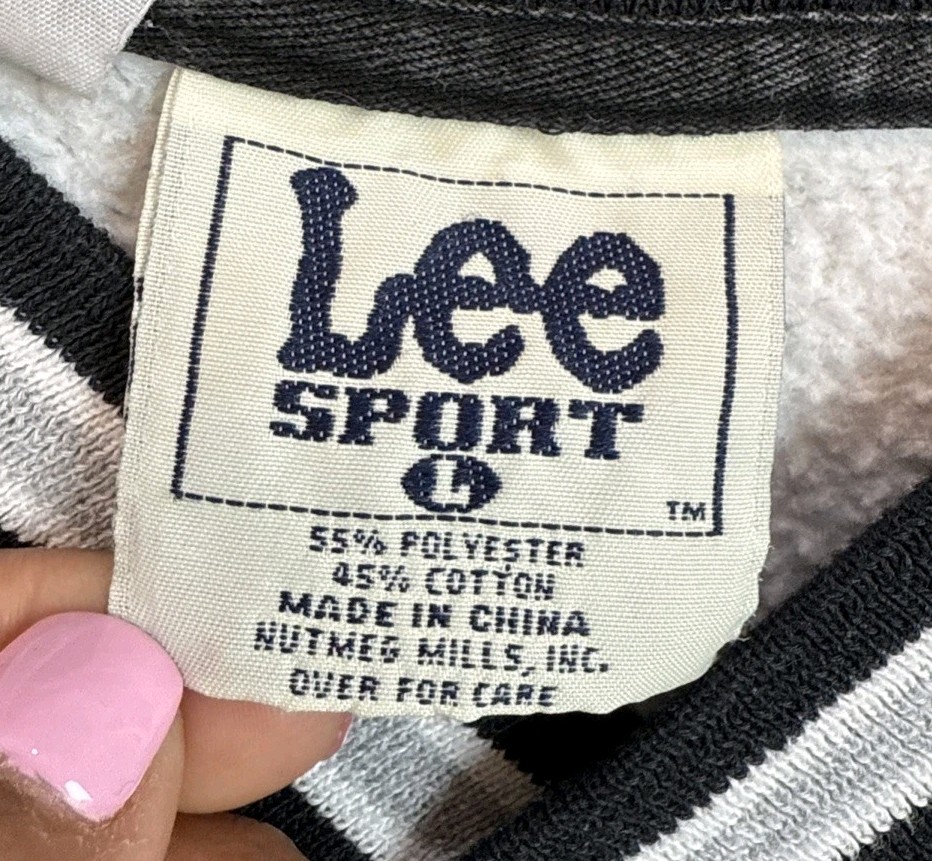 Lee
SPORT
L
TM
55% POLYESTER
45% COTTON
MADE IN CHINA
NUTMEG MILLS, INC.
OVER FOR CARE